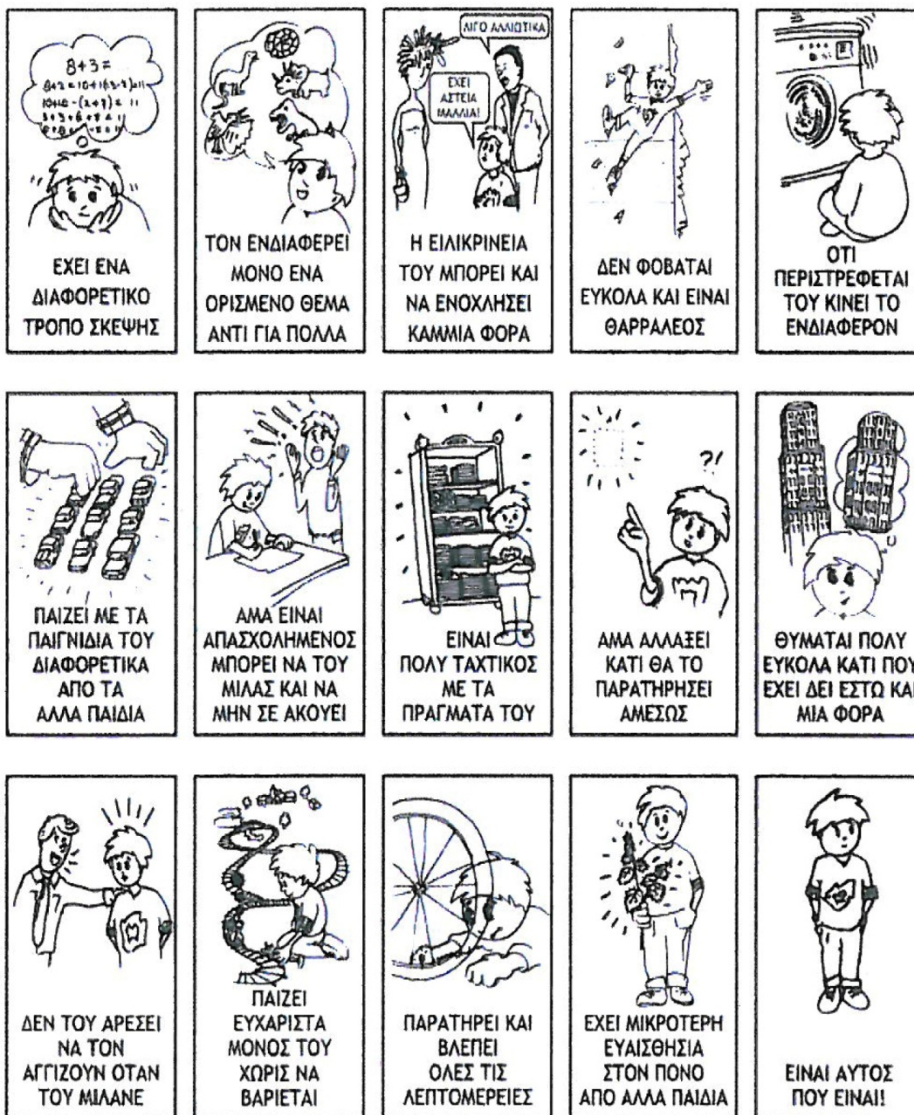 8+3=
ΕΧΕΙ ΕΝΑ
ΔΙΑΦΟΡΕΤΙΚΟ
ΤΡΟΠΟ ΣΚΕΨΗΣ
ΤΟΝ ΕΝΔΙΑΦΕΡΕΙ
ΜΟΝΟ ΕΝΑ
ΟΡΙΣΜΕΝΟ ΘΕΜΑ
ΑΝΤΙ ΓΙΑ ΠΟΛΛΑ
ΛΙΓΟ ΑΛΛΙΩΤΙΚΑ
ΕΧΕΙ
ΑΣΤΕΙΑ
ΜΑΛΛΙΑ!
Η ΕΙΛΙΚΡΙΝΕΙΑ
ΤΟΥ ΜΠΟΡΕΙ ΚΑΙ
ΝΑ ΕΝΟΧΛΗΣΕΙ
ΚΑΜΜΙΑ ΦΟΡΑ
ΔΕΝ ΦΟΒΑΤΑΙ
ΕΥΚΟΛΑ ΚΑΙ ΕΙΝΑΙ
ΘΑΡΡΑΛΕΟΣ
ΟΤΙ
ΠΕΡΙΣΤΡΕΦΕΤΑΙ
ΤΟΥ ΚΙΝΕΙ ΤΟ
ΕΝΔΙΑΦΕΡΟΝ
ΠΑΙΖΕΙ ΜΕ ΤΑ
ΠΑΙΓΝΙΔΙΑ ΤΟΥ
ΔΙΑΦΟΡΕΤΙΚΑ
ΑΠΟ ΤΑ
ΑΛΛΑ ΠΑΙΔΙΑ
ΑΜΑ ΕΙΝΑΙ
ΑΠΑΣΧΟΛΗΜΕΝΟΣ
ΜΠΟΡΕΙ ΝΑ ΤΟΥ
ΜΙΛΑΣ ΚΑΙ ΝΑ
ΜΗΝ ΣΕ ΑΚΟΥΕΙ
ΕΙΝΑΙ
ΠΟΛΥ ΤΑΧΤΙΚΟΣ
ΜΕ ΤΑ
ΠΡΑΓΜΑΤΑ ΤΟΥ
?!
ΑΜΑ ΑΛΛΑΞΕΙ
ΚΑΤΙ ΘΑ ΤΟ
ΠΑΡΑΤΗΡΗΣΕΙ
ΑΜΕΣΩΣ
ΘΥΜΑΤΑΙ ΠΟΛΥ
ΕΥΚΟΛΑ ΚΑΤΙ ΠΟΥ
ΕΧΕΙ ΔΕΙ ΕΣΤΩ ΚΑΙ
ΜΙΑ ΦΟΡΑ
ΔΕΝ ΤΟΥ ΑΡΕΣΕΙ
ΝΑ ΤΟΝ
ΑΓΓΙΖΟΥΝ ΟΤΑΝ
ΤΟΥ ΜΙΛΑΝΕ
ΠΑΙΖΕΙ
ΕΥΧΑΡΙΣΤΑ
ΜΟΝΟΣ ΤΟΥ
ΧΩΡΙΣ ΝΑ
ΒΑΡΙΕΤΑΙ
ΠΑΡΑΤΗΡΕΙ ΚΑΙ
ΒΛΕΠΕΙ
ΟΛΕΣ ΤΙΣ
ΛΕΠΤΟΜΕΡΕΙΕΣ
ΕΧΕΙ ΜΙΚΡΟΤΕΡΗ
ΕΥΑΙΣΘΗΣΙΑ
ΣΤΟΝ ΠΟΝΟ
ΑΠΟ ΑΛΛΑ ΠΑΙΔΙΑ
ΕΙΝΑΙ ΑΥΤΟΣ
ΠΟΥ ΕΙΝΑΙ!